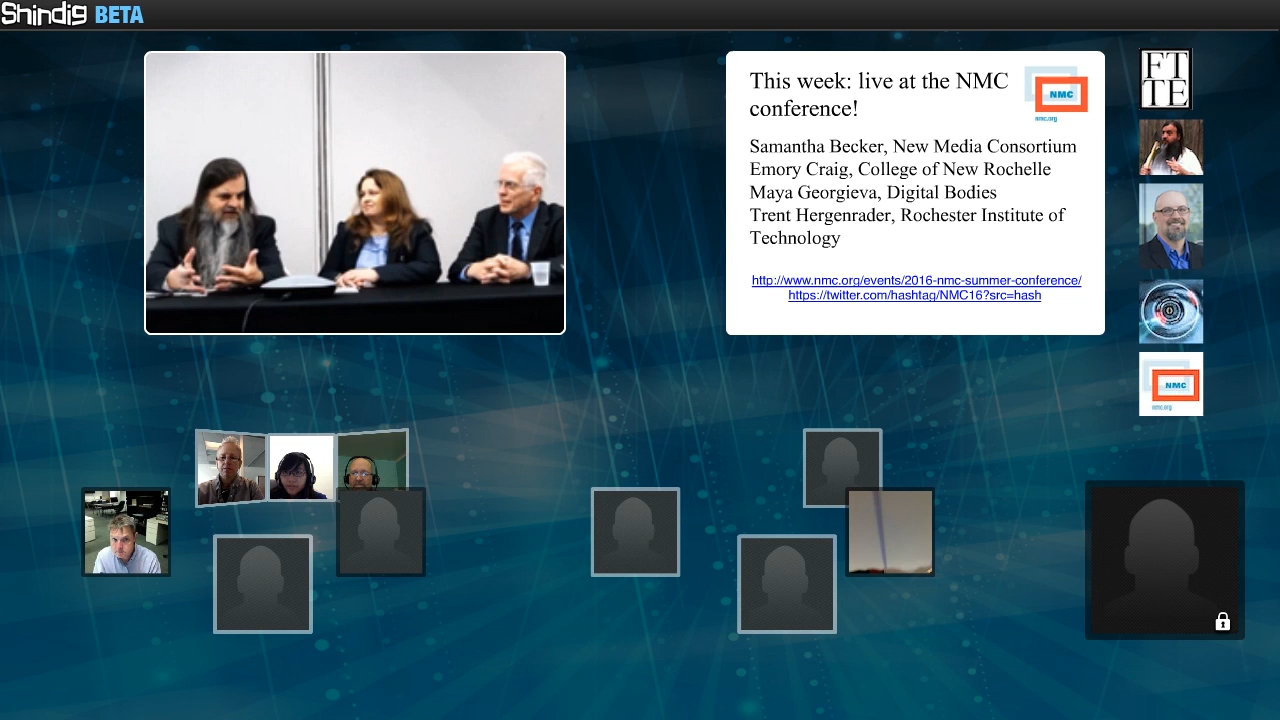 Shindig BETA
This week: live at the NMC
conference!
NMC
nmc.org
Samantha Becker, New Media Consortium
Emory Craig, College of New Rochelle
Maya Georgieva, Digital Bodies
Trent Hergenrader, Rochester Institute of
Technology
http://www.nmc.org/events/2016-nmc-summer-conference/
https://twitter.com/hashtag/NMC16?src=hash
FT
TE
NMC
nmc.org